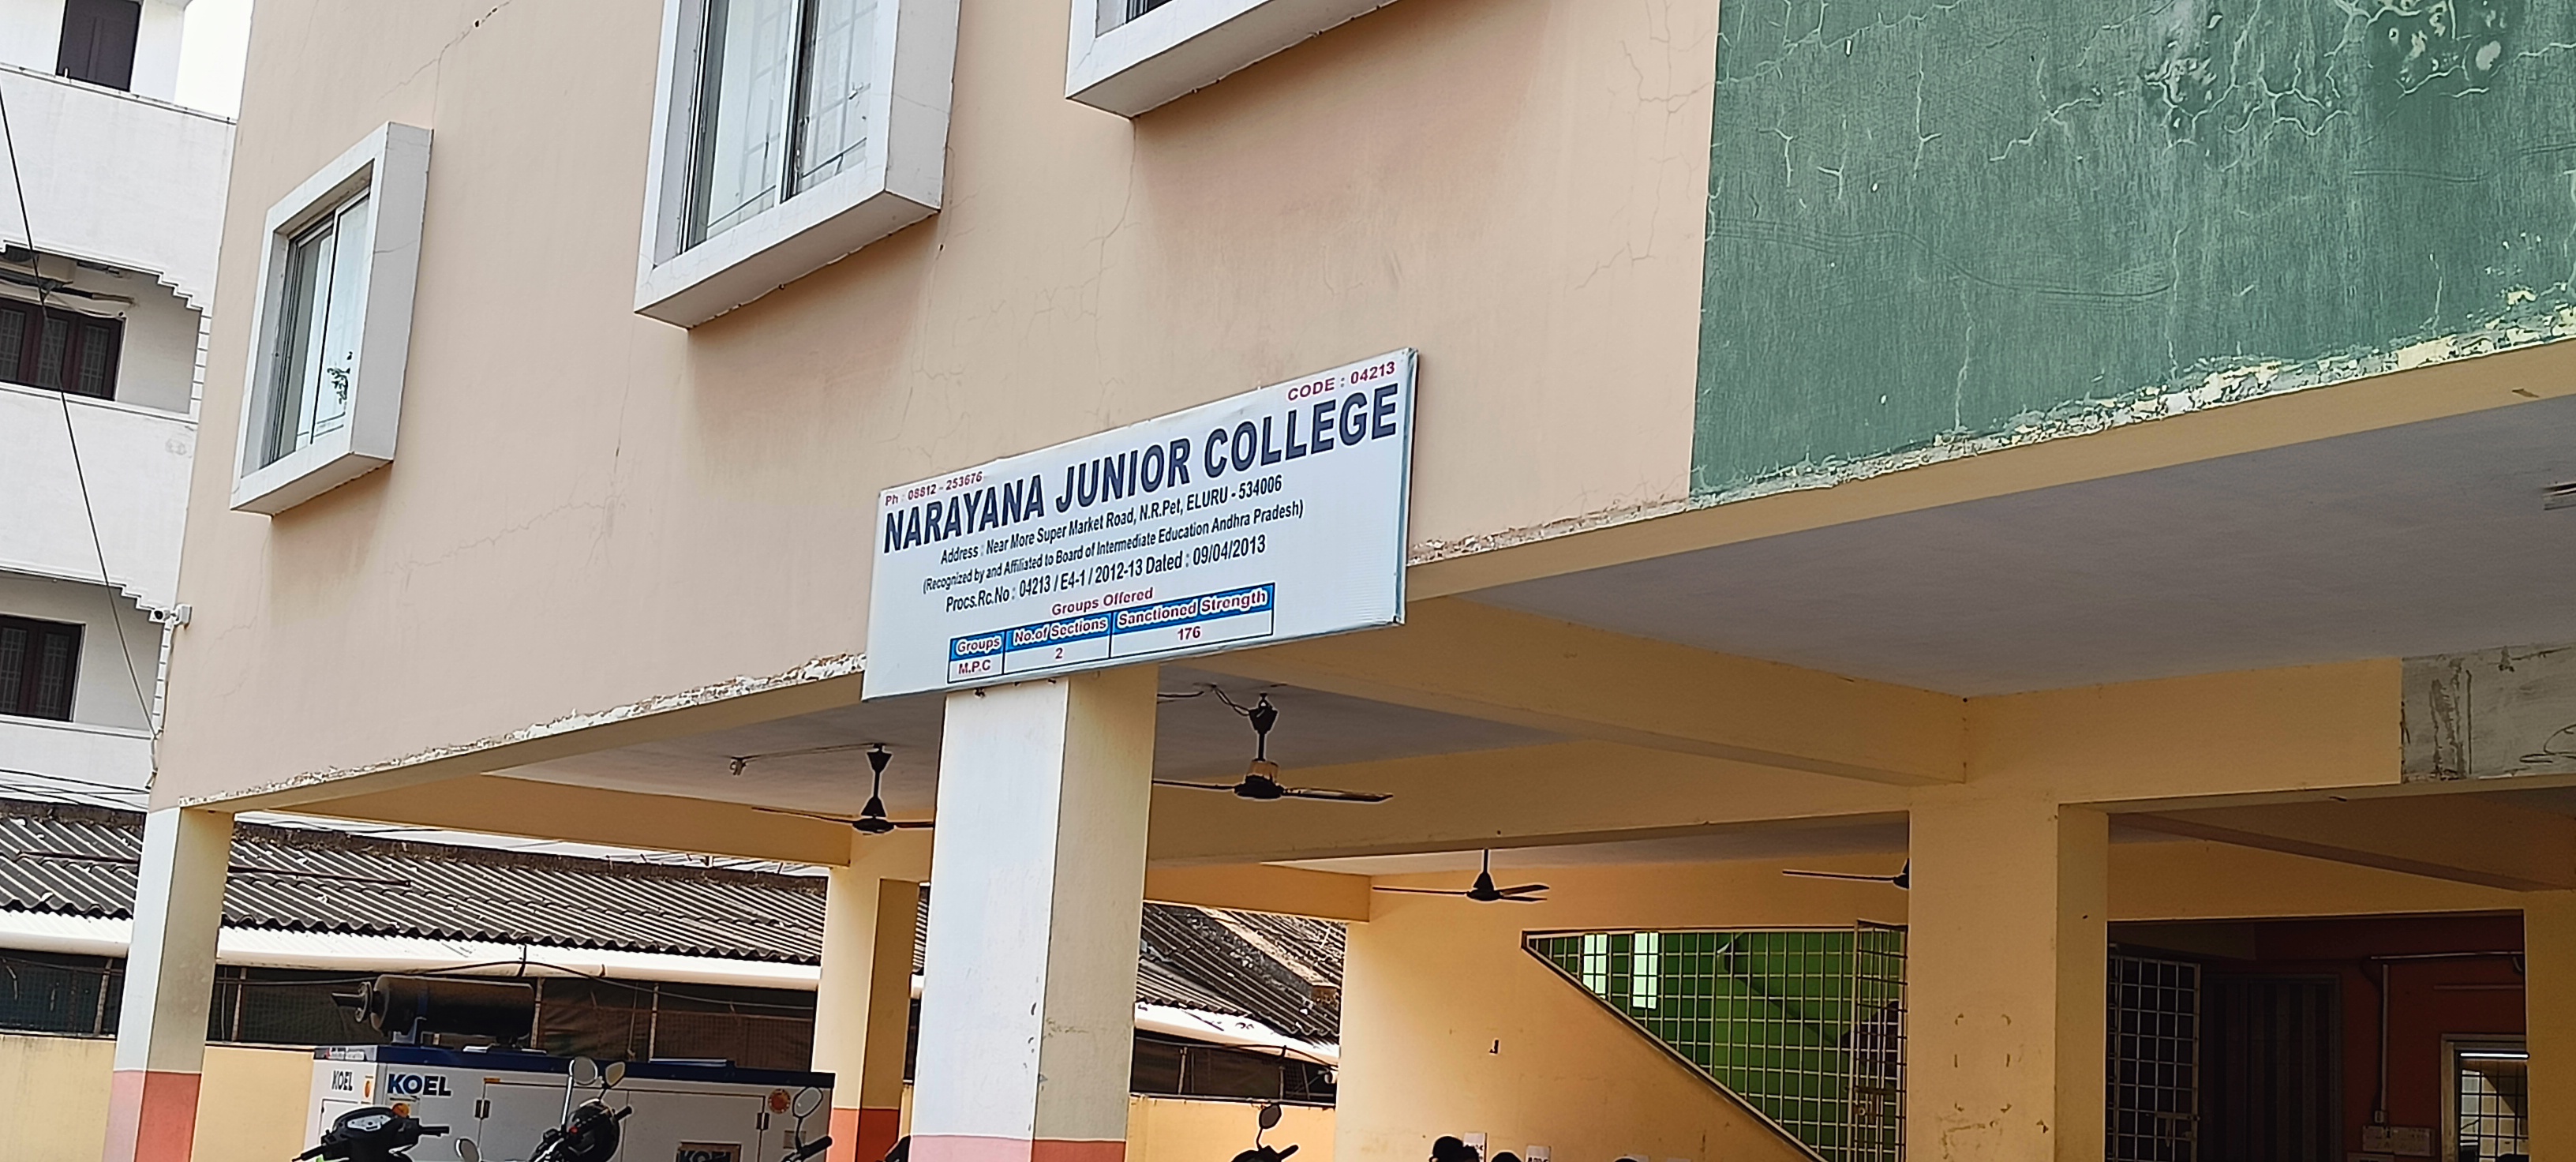 CODE : 04213
Ph : 08812 - 253676
NARAYANA JUNIOR COLLEGE
Address : Near More Super Market Road, N.R.Pet, ELURU - 534006
(Recognized by and Affiliated to Board of Intermediate Education Andhra Pradesh)
Procs.Rc.No : 04213 / E4-1 / 2012-13 Dated : 09/04/2013
Groups Offered
Groups No.of Sections Sanctioned Strength
M.P.C 2 176
KOEL KOEL
KOEL